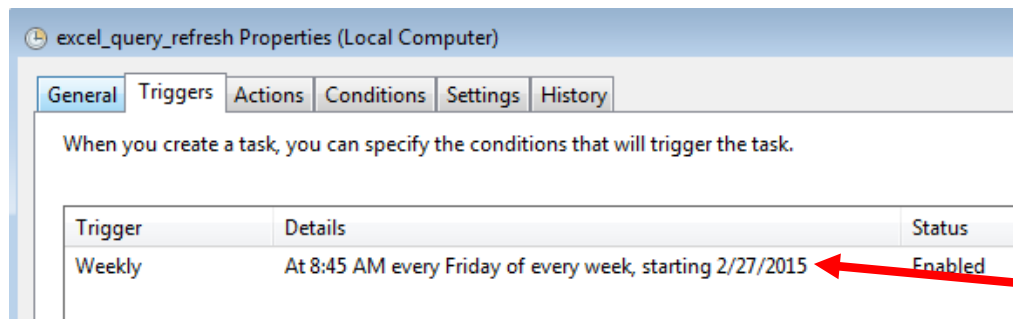 excel_query_refresh Properties (Local Computer)
General Triggers Actions Conditions Settings History
When you create a task, you can specify the conditions that will trigger the task.
Trigger Details Status
Weekly At 8:45 AM every Friday of every week, starting 2/27/2015 Enabled